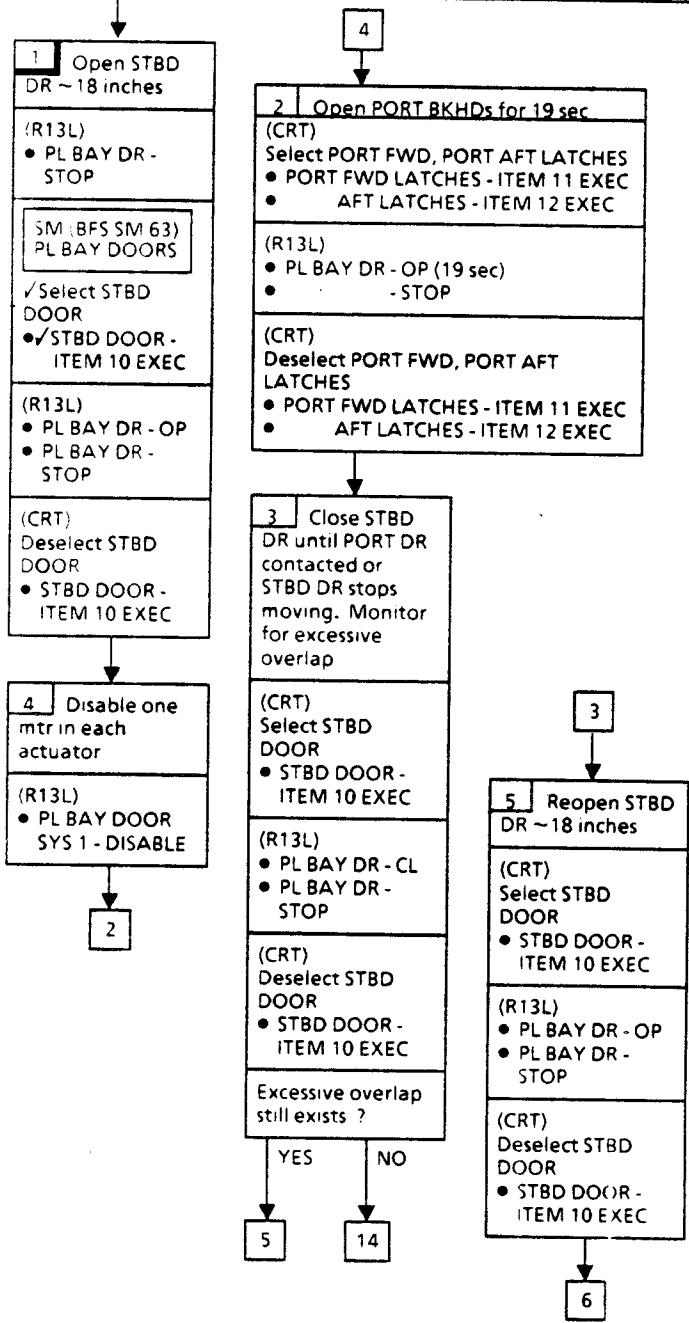 1 Open STBD
DR ~ 18 inches
(R13L)
• PL BAY DR -
STOP
SM (BFS SM 63)
PL BAY DOORS
✓Select STBD
DOOR
●✓STBD DOOR -
ITEM 10 EXEC
(R13L)
• PL BAY DR - OP
• PL BAY DR -
STOP
(CRT)
Deselect STBD
DOOR
• STBD DOOR -
ITEM 10 EXEC
4 Disable one
mtr in each
actuator
(R13L)
• PL BAY DOOR
SYS 1 - DISABLE
2
4
2 Open PORT BKHDs for 19 sec
(CRT)
Select PORT FWD, PORT AFT LATCHES
• PORT FWD LATCHES - ITEM 11 EXEC
• AFT LATCHES - ITEM 12 EXEC
(R13L)
• PL BAY DR - OP (19 sec)
• - STOP
(CRT)
Deselect PORT FWD, PORT AFT
LATCHES
• PORT FWD LATCHES - ITEM 11 EXEC
• AFT LATCHES - ITEM 12 EXEC
3 Close STBD
DR until PORT DR
contacted or
STBD DR stops
moving. Monitor
for excessive
overlap
(CRT)
Select STBD
DOOR
• STBD DOOR -
ITEM 10 EXEC
(R13L)
• PL BAY DR - CL
• PL BAY DR -
STOP
(CRT)
Deselect STBD
DOOR
• STBD DOOR -
ITEM 10 EXEC
Excessive overlap
still exists ?
YES NO
5 14
3
5 Reopen STBD
DR ~ 18 inches
(CRT)
Select STBD
DOOR
• STBD DOOR -
ITEM 10 EXEC
(R13L)
• PL BAY DR - OP
• PL BAY DR -
STOP
(CRT)
Deselect STBD
DOOR
• STBD DOOR -
ITEM 10 EXEC
6